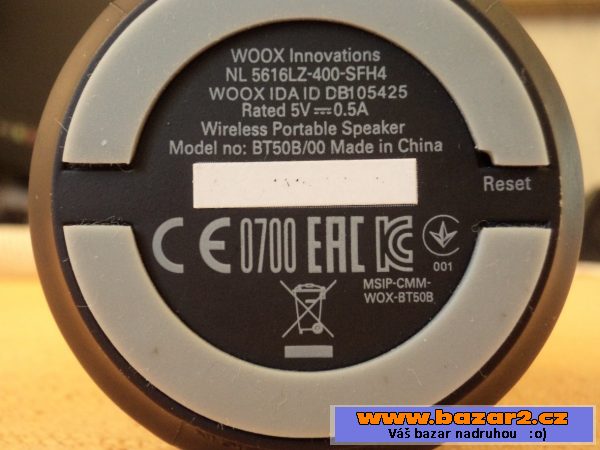 WOOX Innovations
NL 5616LZ-400-SFH4
WOOX IDA ID DB105425
Rated 5V⎓0.5A
Wireless Portable Speaker
Model no: BT50B/00 Made in China
Reset
CE 0700 EAC KC
001
MSIP-CMM-
WOX-BT50B
www.bazar2.cz
Váš bazar nadruhou :o)